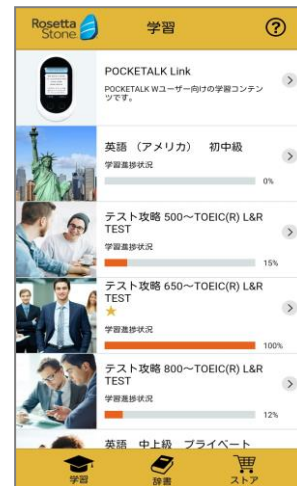 Rosetta
Stone
学習
?
POCKETALK Link
POCKETALK Wユーザー向けの学習コンテン
ツです。
英語 （アメリカ） 初中級
学習進捗状況
0%
テスト攻略 500～TOEIC(R) L&R
TEST
学習進捗状況
15%
テスト攻略 650～TOEIC(R) L&R
TEST
学習進捗状況
100%
テスト攻略 800～TOEIC(R) L&R
TEST
学習進捗状況
12%
英語 中上級 プライベート
学習
辞書
ストア